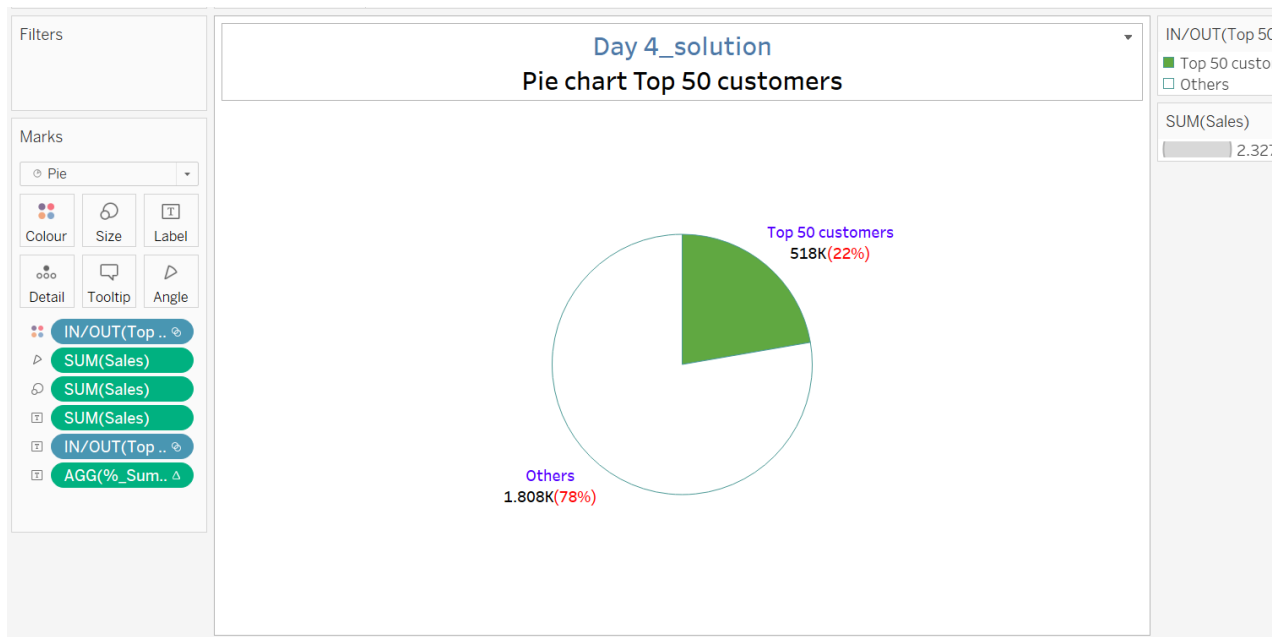 Filters
Marks
Pie
Colour
Size
Label
Detail
Tooltip
Angle
IN/OUT(Top ..
SUM(Sales)
SUM(Sales)
SUM(Sales)
IN/OUT(Top ..
AGG(%_Sum..
Day 4_solution
Pie chart Top 50 customers
Top 50 customers
518K(22%)
Others
1.808K(78%)
IN/OUT(Top 50
Top 50 custo
Others
SUM(Sales)
2.327